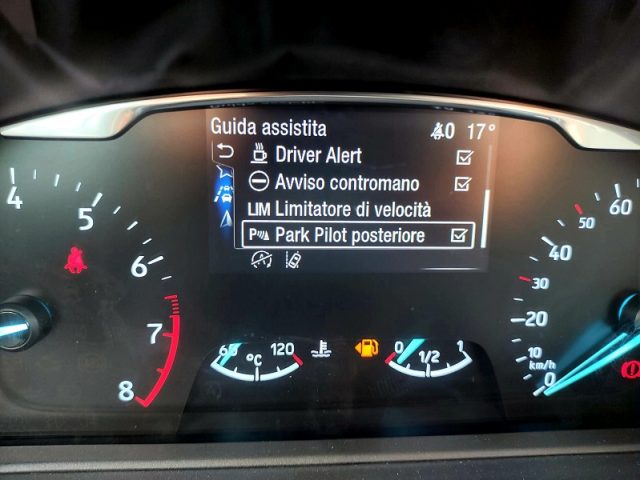 Guida assistita 40 17°
Driver Alert
Avviso contromano
LIM Limitatore di velocità
P Park Pilot posteriore
4 5 6 7 8
60 °C 120
0 1/2 1
0 10 20 30 40 50 60
km/h